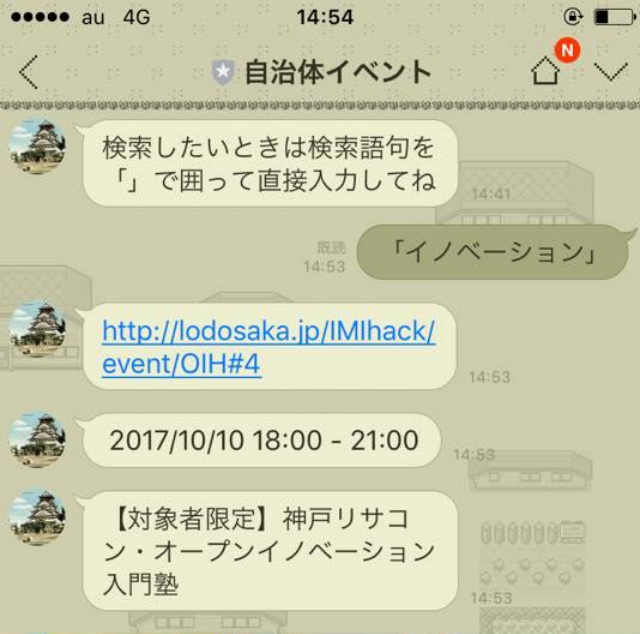 au 4G 14:54
自治体イベント
N
検索したいときは検索語句を
「」で囲って直接入力してね
14:41
「イノベーション」
既読
14:53
http://lodosaka.jp/IMIhack/
event/OIH#4
14:53
2017/10/10 18:00 - 21:00
14:53
【対象者限定】神戸リサコ
ン・オープンイノベーション
入門塾
14:53